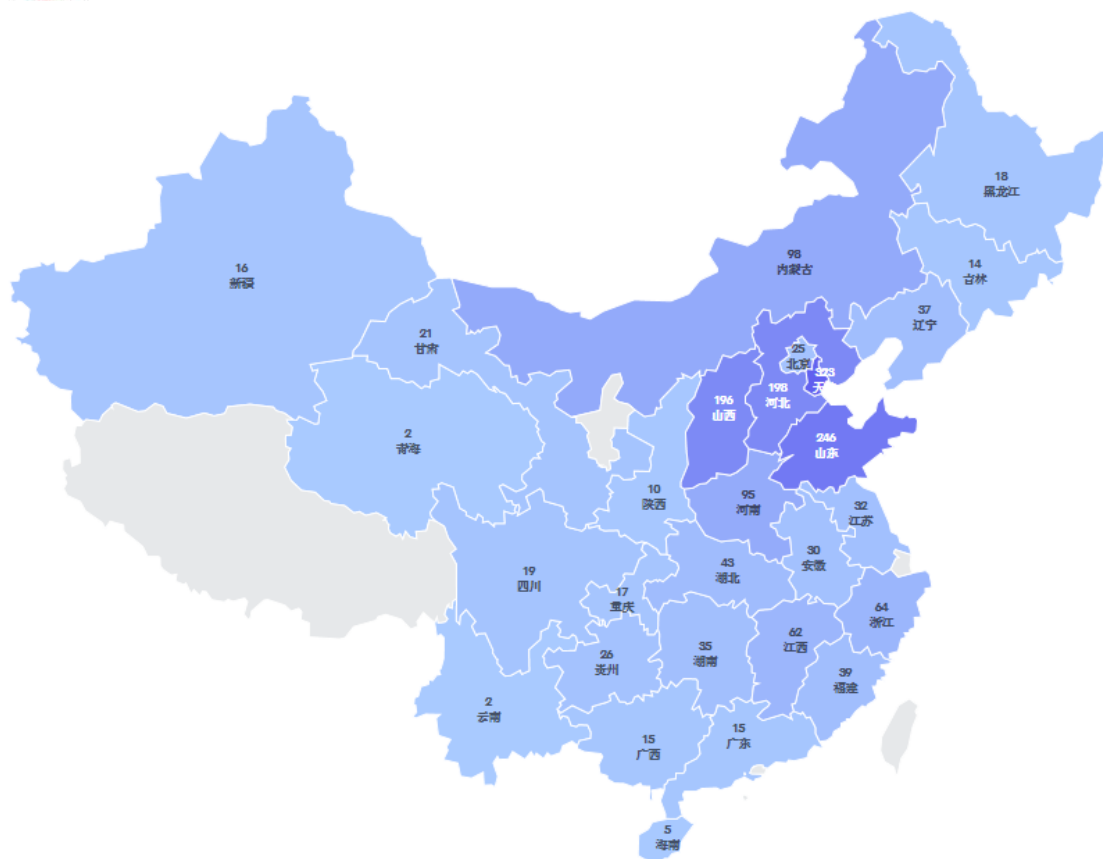 18
黑龙江
98
内蒙古
14
吉林
16
新疆
37
辽宁
21
甘肃
25
北京
323
天
198
河北
196
山西
2
青海
246
山东
10
陕西
95
河南
32
江苏
30
安徽
43
湖北
19
四川
17
重庆
64
浙江
62
江西
35
湖南
26
贵州
39
福建
2
云南
15
广西
15
广东
5
海南